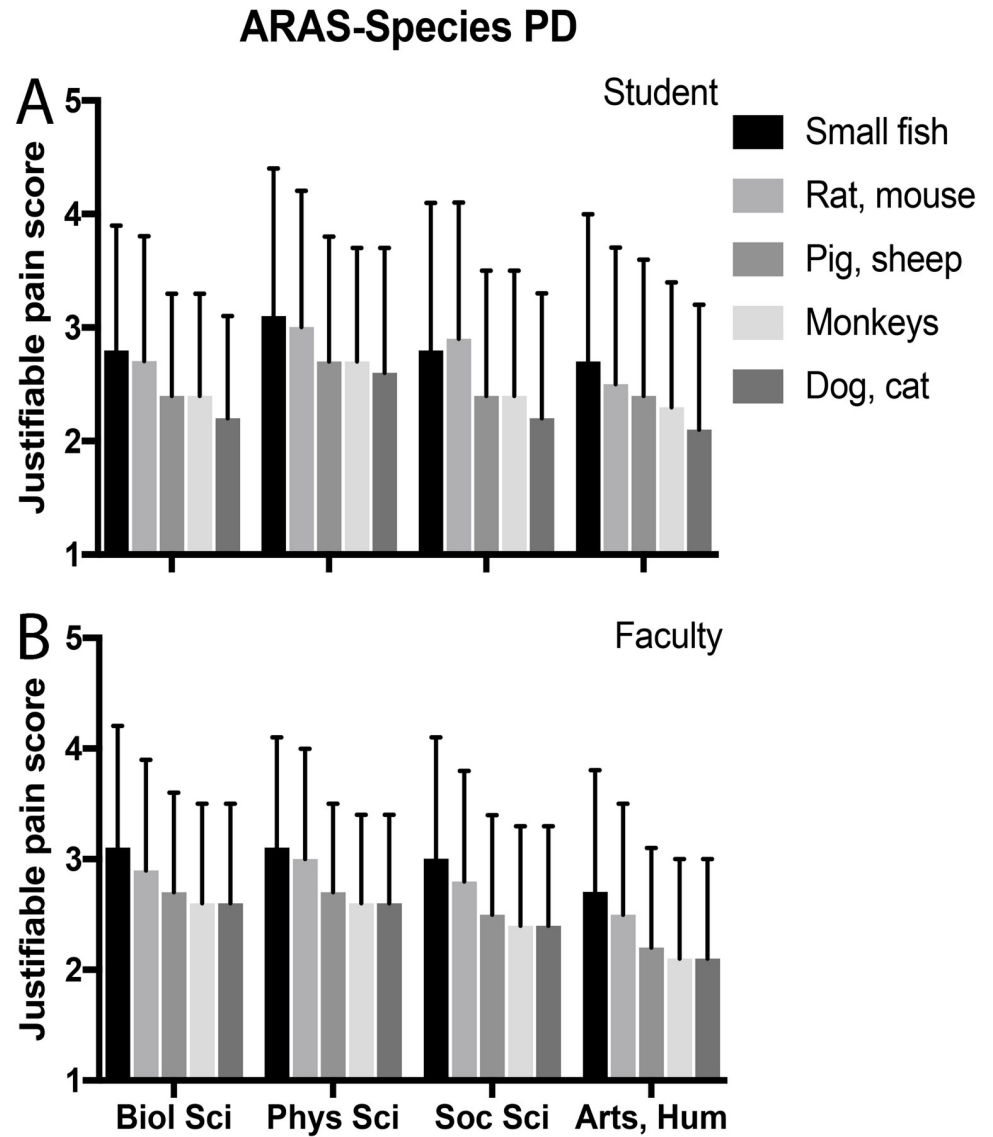 ARAS-Species PD
A
Student
5
4
3
2
1
Justifiable pain score
Small fish
Rat, mouse
Pig, sheep
Monkeys
Dog, cat
B
Faculty
5
4
3
2
1
Justifiable pain score
Biol Sci
Phys Sci
Soc Sci
Arts, Hum